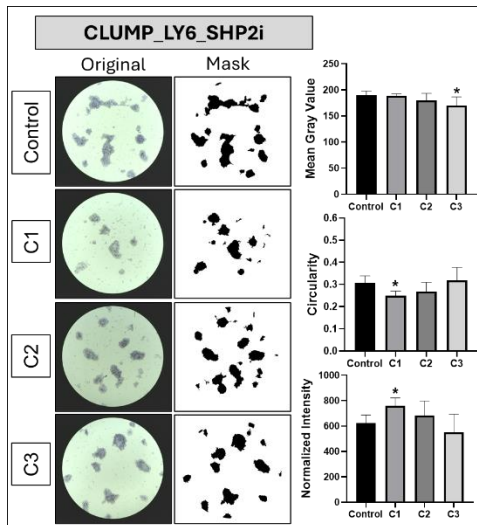 CLUMP_LY6_SHP2i
Original Mask
Control
C1
C2
C3
Mean Gray Value
250
200
150
100
50
0
*
Control C1 C2 C3
Circularity
0.6
0.5
0.4
0.3
0.2
0.1
0.0
*
Control C1 C2 C3
Normalized Intensity
1000
800
600
400
200
0
*
Control C1 C2 C3